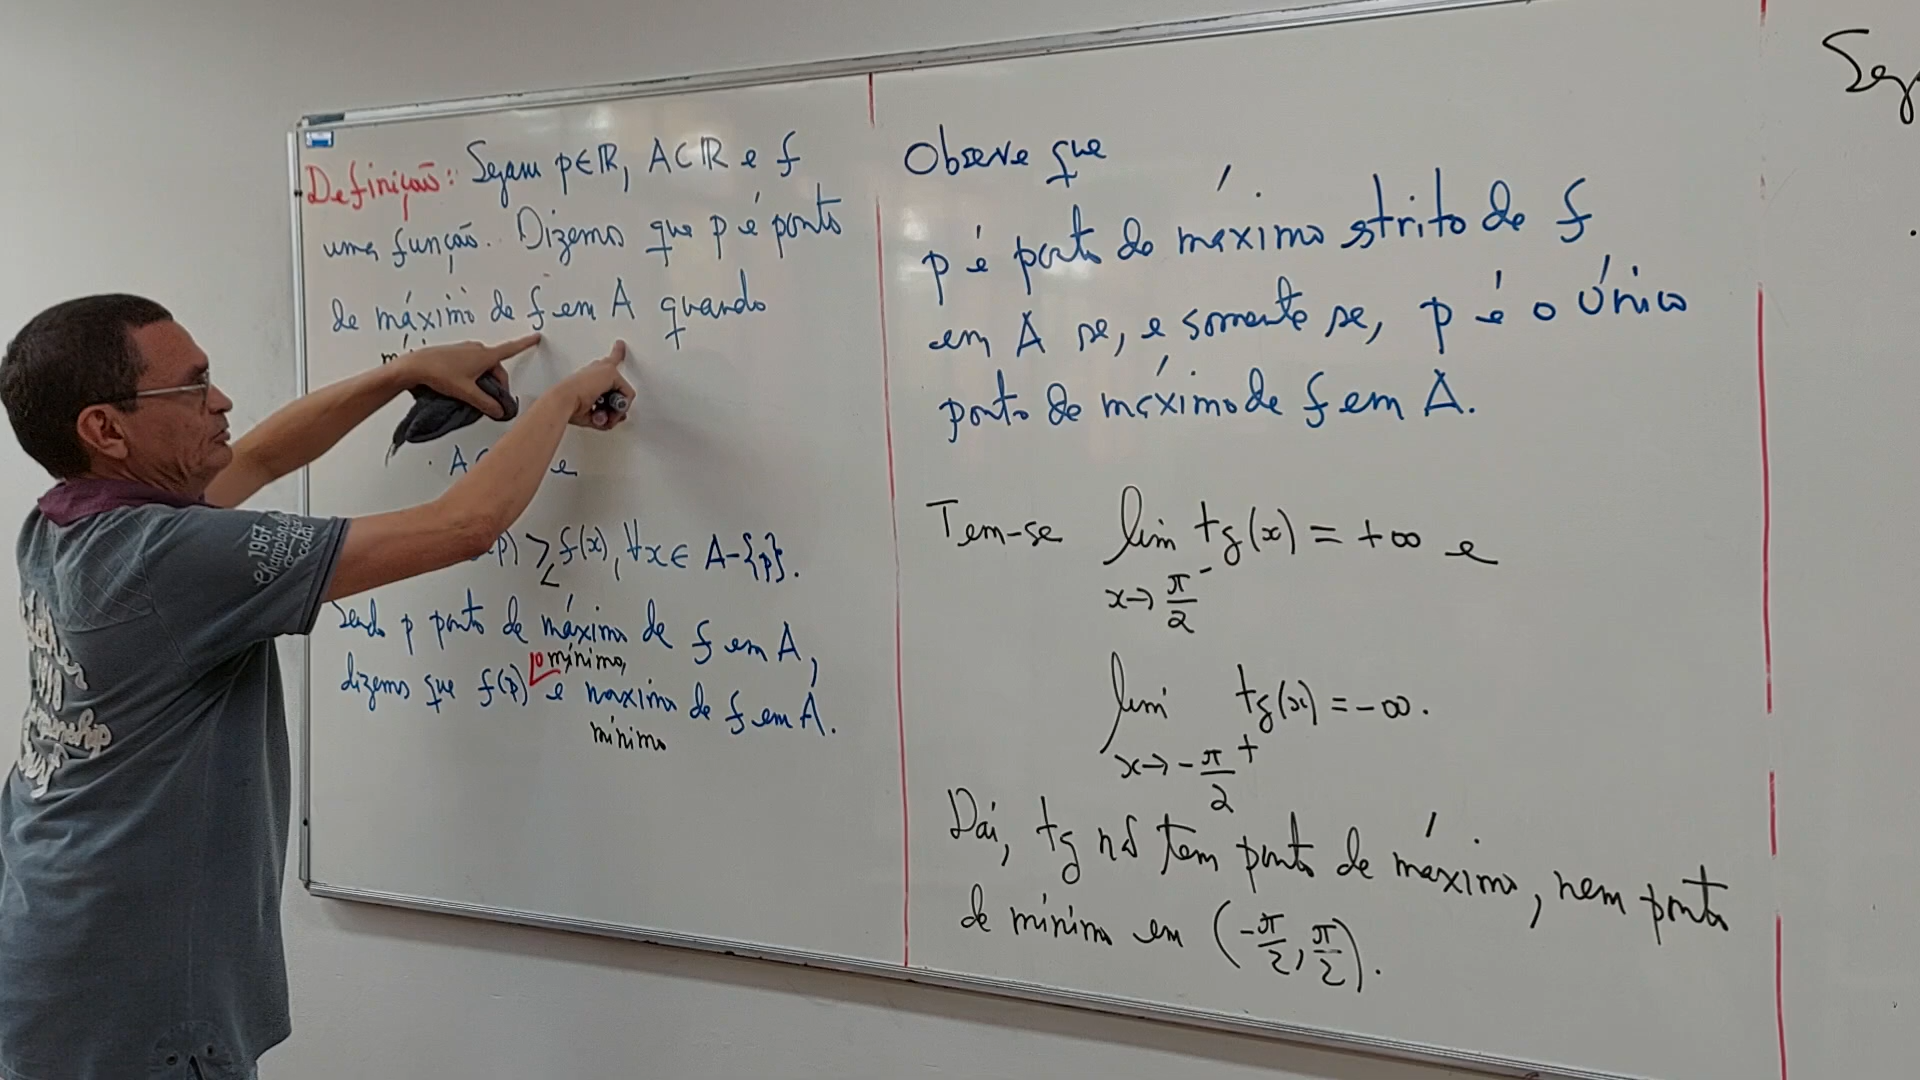 Definição: Sejam p∈ℝ, A⊂ℝ e f
uma função. Dizemos que p é ponto
de máximo de f em A quando
A⊂ e
p) ≥ f(x), ∀x ∈ A-{p}.
≤
Sendo p ponto de máximo de f em A,
mínimo,
dizemos que f(p) é o máximo de f em A.
mínimo
Observe que
p é ponto de máximo strito de f
em A se, e somente se, p é o único
ponto de máximo de f em A.
Tem-se lim tg(x) = +∞ e
x→π/2⁻
lim tg(x) = -∞.
x→-π/2⁺
Daí, tg não tem ponto de máximo, nem ponto
de mínimo em (-π/2, π/2).
1967